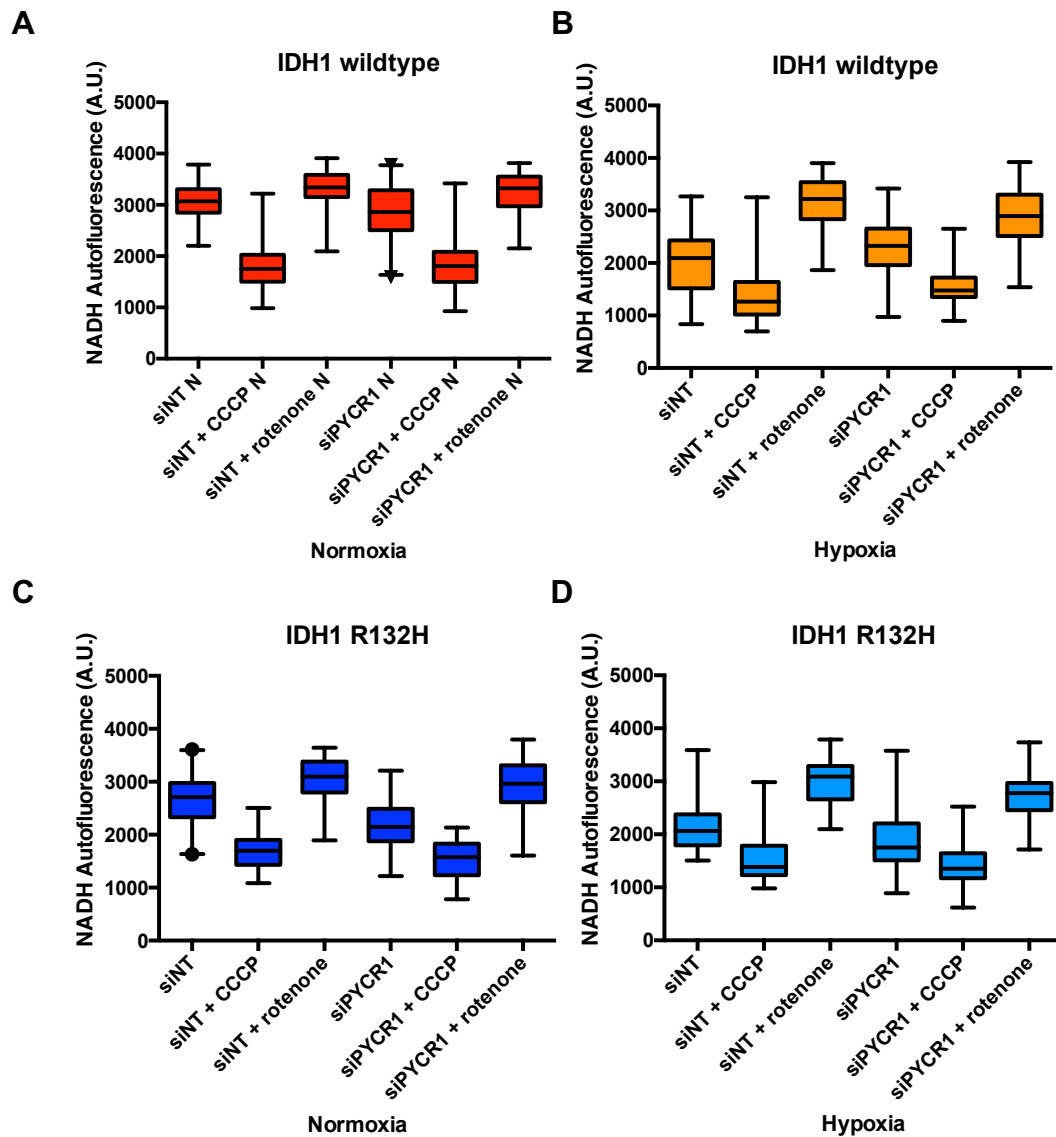 A
IDH1 wildtype
NADH Autofluorescence (A.U.)
5000
4000
3000
2000
1000
0
siNT N
siNT + CCCP N
siNT + rotenone N
siPYCR1 N
siPYCR1 + CCCP N
siPYCR1 + rotenone N
Normoxia
B
IDH1 wildtype
NADH Autofluorescence (A.U.)
5000
4000
3000
2000
1000
0
siNT
siNT + CCCP
siNT + rotenone
siPYCR1
siPYCR1 + CCCP
siPYCR1 + rotenone
Hypoxia
C
IDH1 R132H
NADH Autofluorescence (A.U.)
5000
4000
3000
2000
1000
0
siNT
siNT + CCCP
siNT + rotenone
siPYCR1
siPYCR1 + CCCP
siPYCR1 + rotenone
Normoxia
D
IDH1 R132H
NADH Autofluorescence (A.U.)
5000
4000
3000
2000
1000
0
siNT
siNT + CCCP
siNT + rotenone
siPYCR1
siPYCR1 + CCCP
siPYCR1 + rotenone
Hypoxia